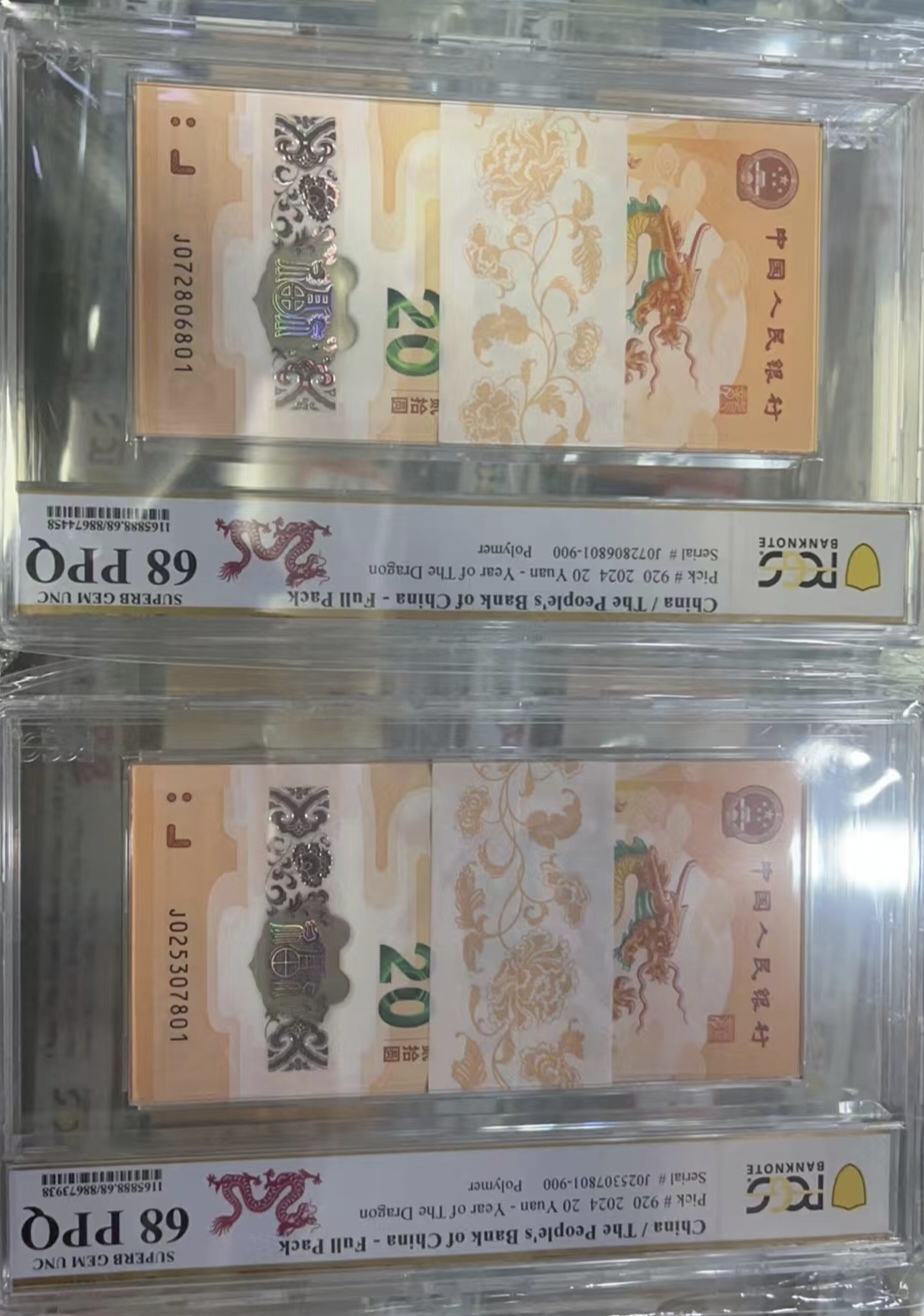 J072806801
20
贰拾圆
中国人民银行
PCGS
BANKNOTE
China / The People's Bank of China - Full Pack
Pick # 920 2024 20 Yuan - Year of The Dragon
Serial # J072806801-900 Polymer
SUPERB GEM UNC
68 PPQ
1165888.68/88674458
J025307801
20
贰拾圆
中国人民银行
PCGS
BANKNOTE
China / The People's Bank of China - Full Pack
Pick # 920 2024 20 Yuan - Year of The Dragon
Serial # J025307801-900 Polymer
SUPERB GEM UNC
68 PPQ
1165888.68/88673938